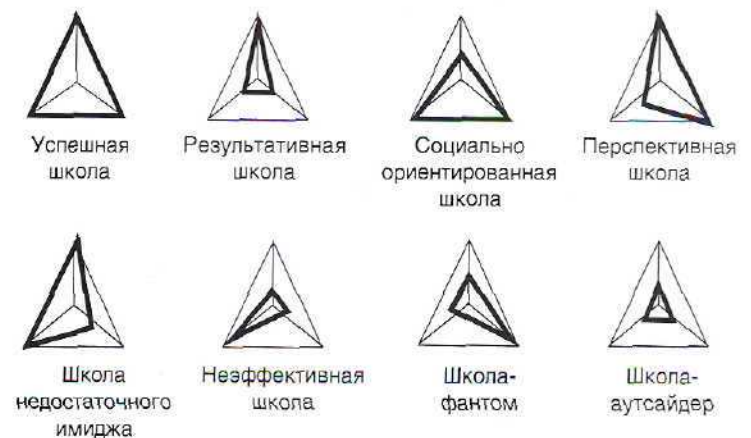 Успешная
школа
Результативная
школа
Социально
ориентированная
школа
Перспективная
школа
Школа
недостаточного
имиджа
Неэффективная
школа
Школа-
фантом
Школа-
аутсайдер